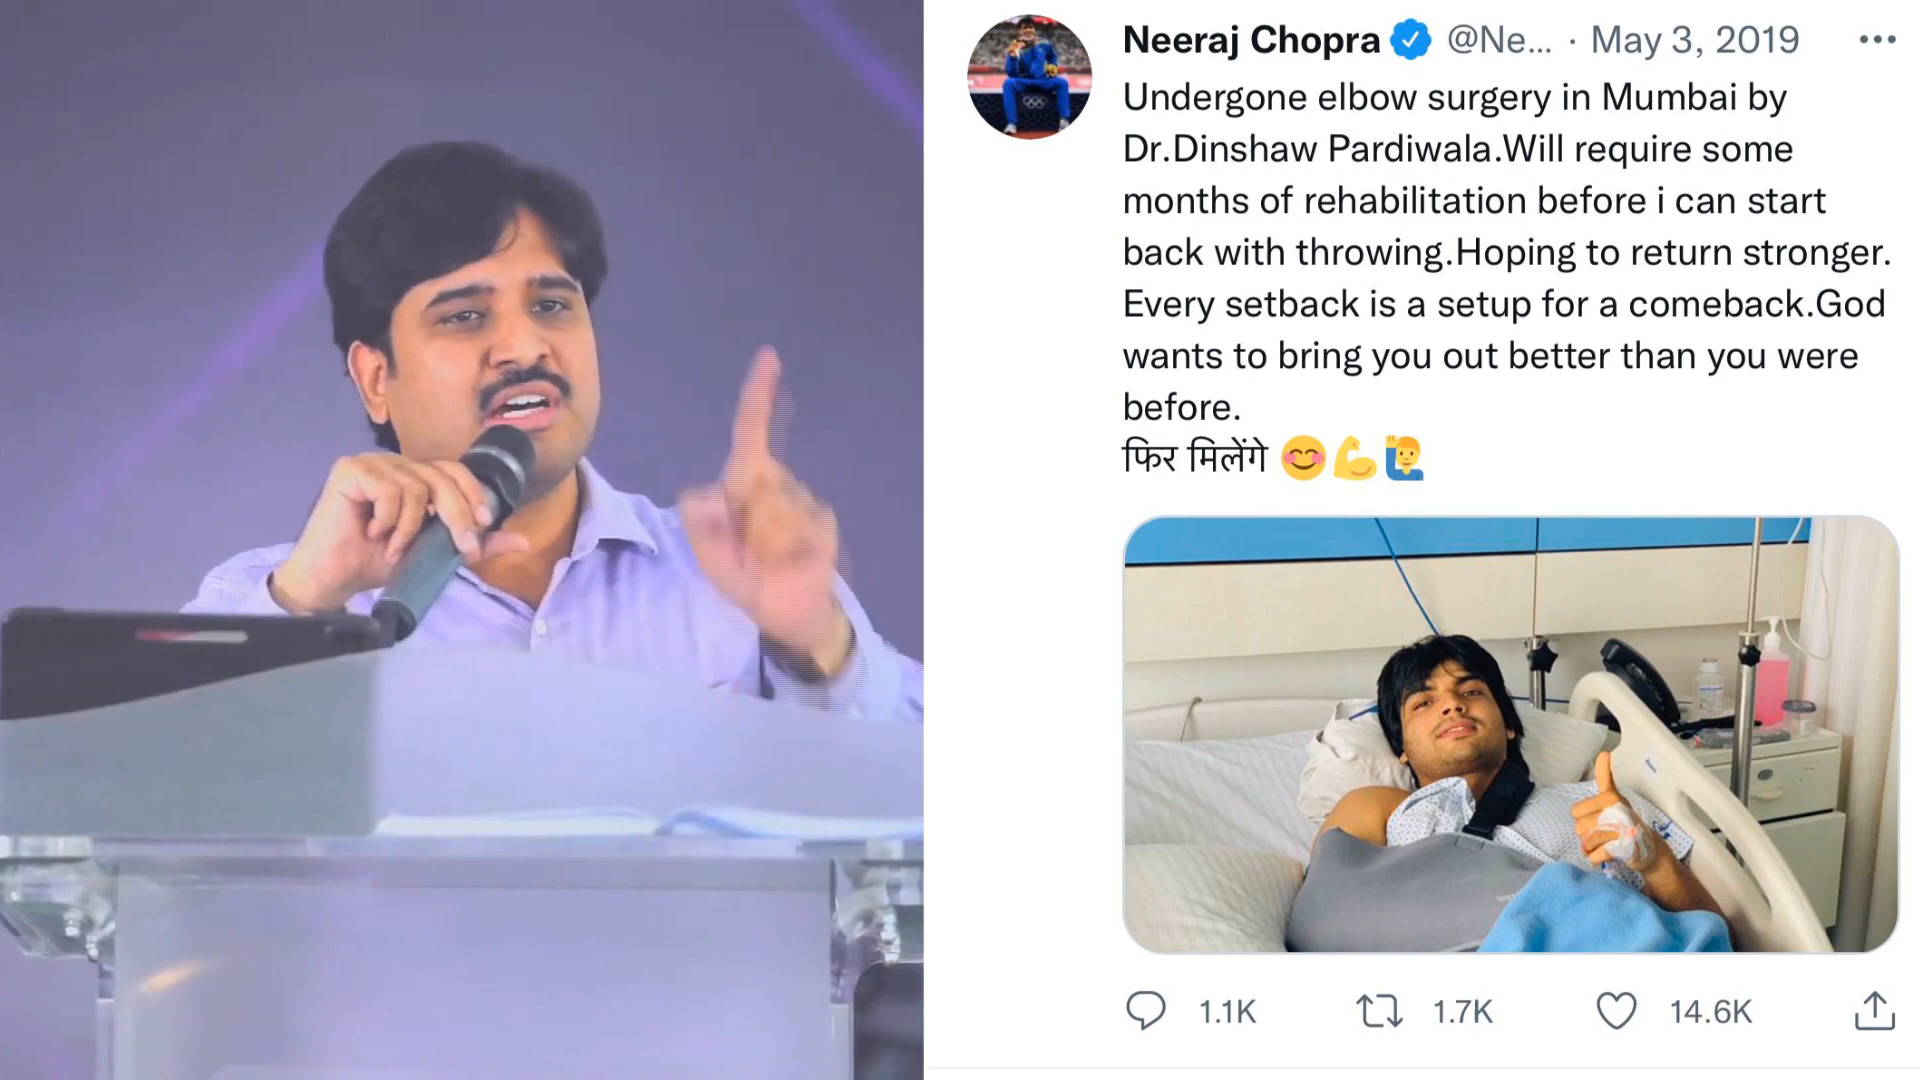 Neeraj Chopra @Ne... · May 3, 2019
Undergone elbow surgery in Mumbai by
Dr.Dinshaw Pardiwala.Will require some
months of rehabilitation before i can start
back with throwing.Hoping to return stronger.
Every setback is a setup for a comeback.God
wants to bring you out better than you were
before.
फिर मिलेंगे 😊💪🙋‍♂️
1.1K 1.7K 14.6K